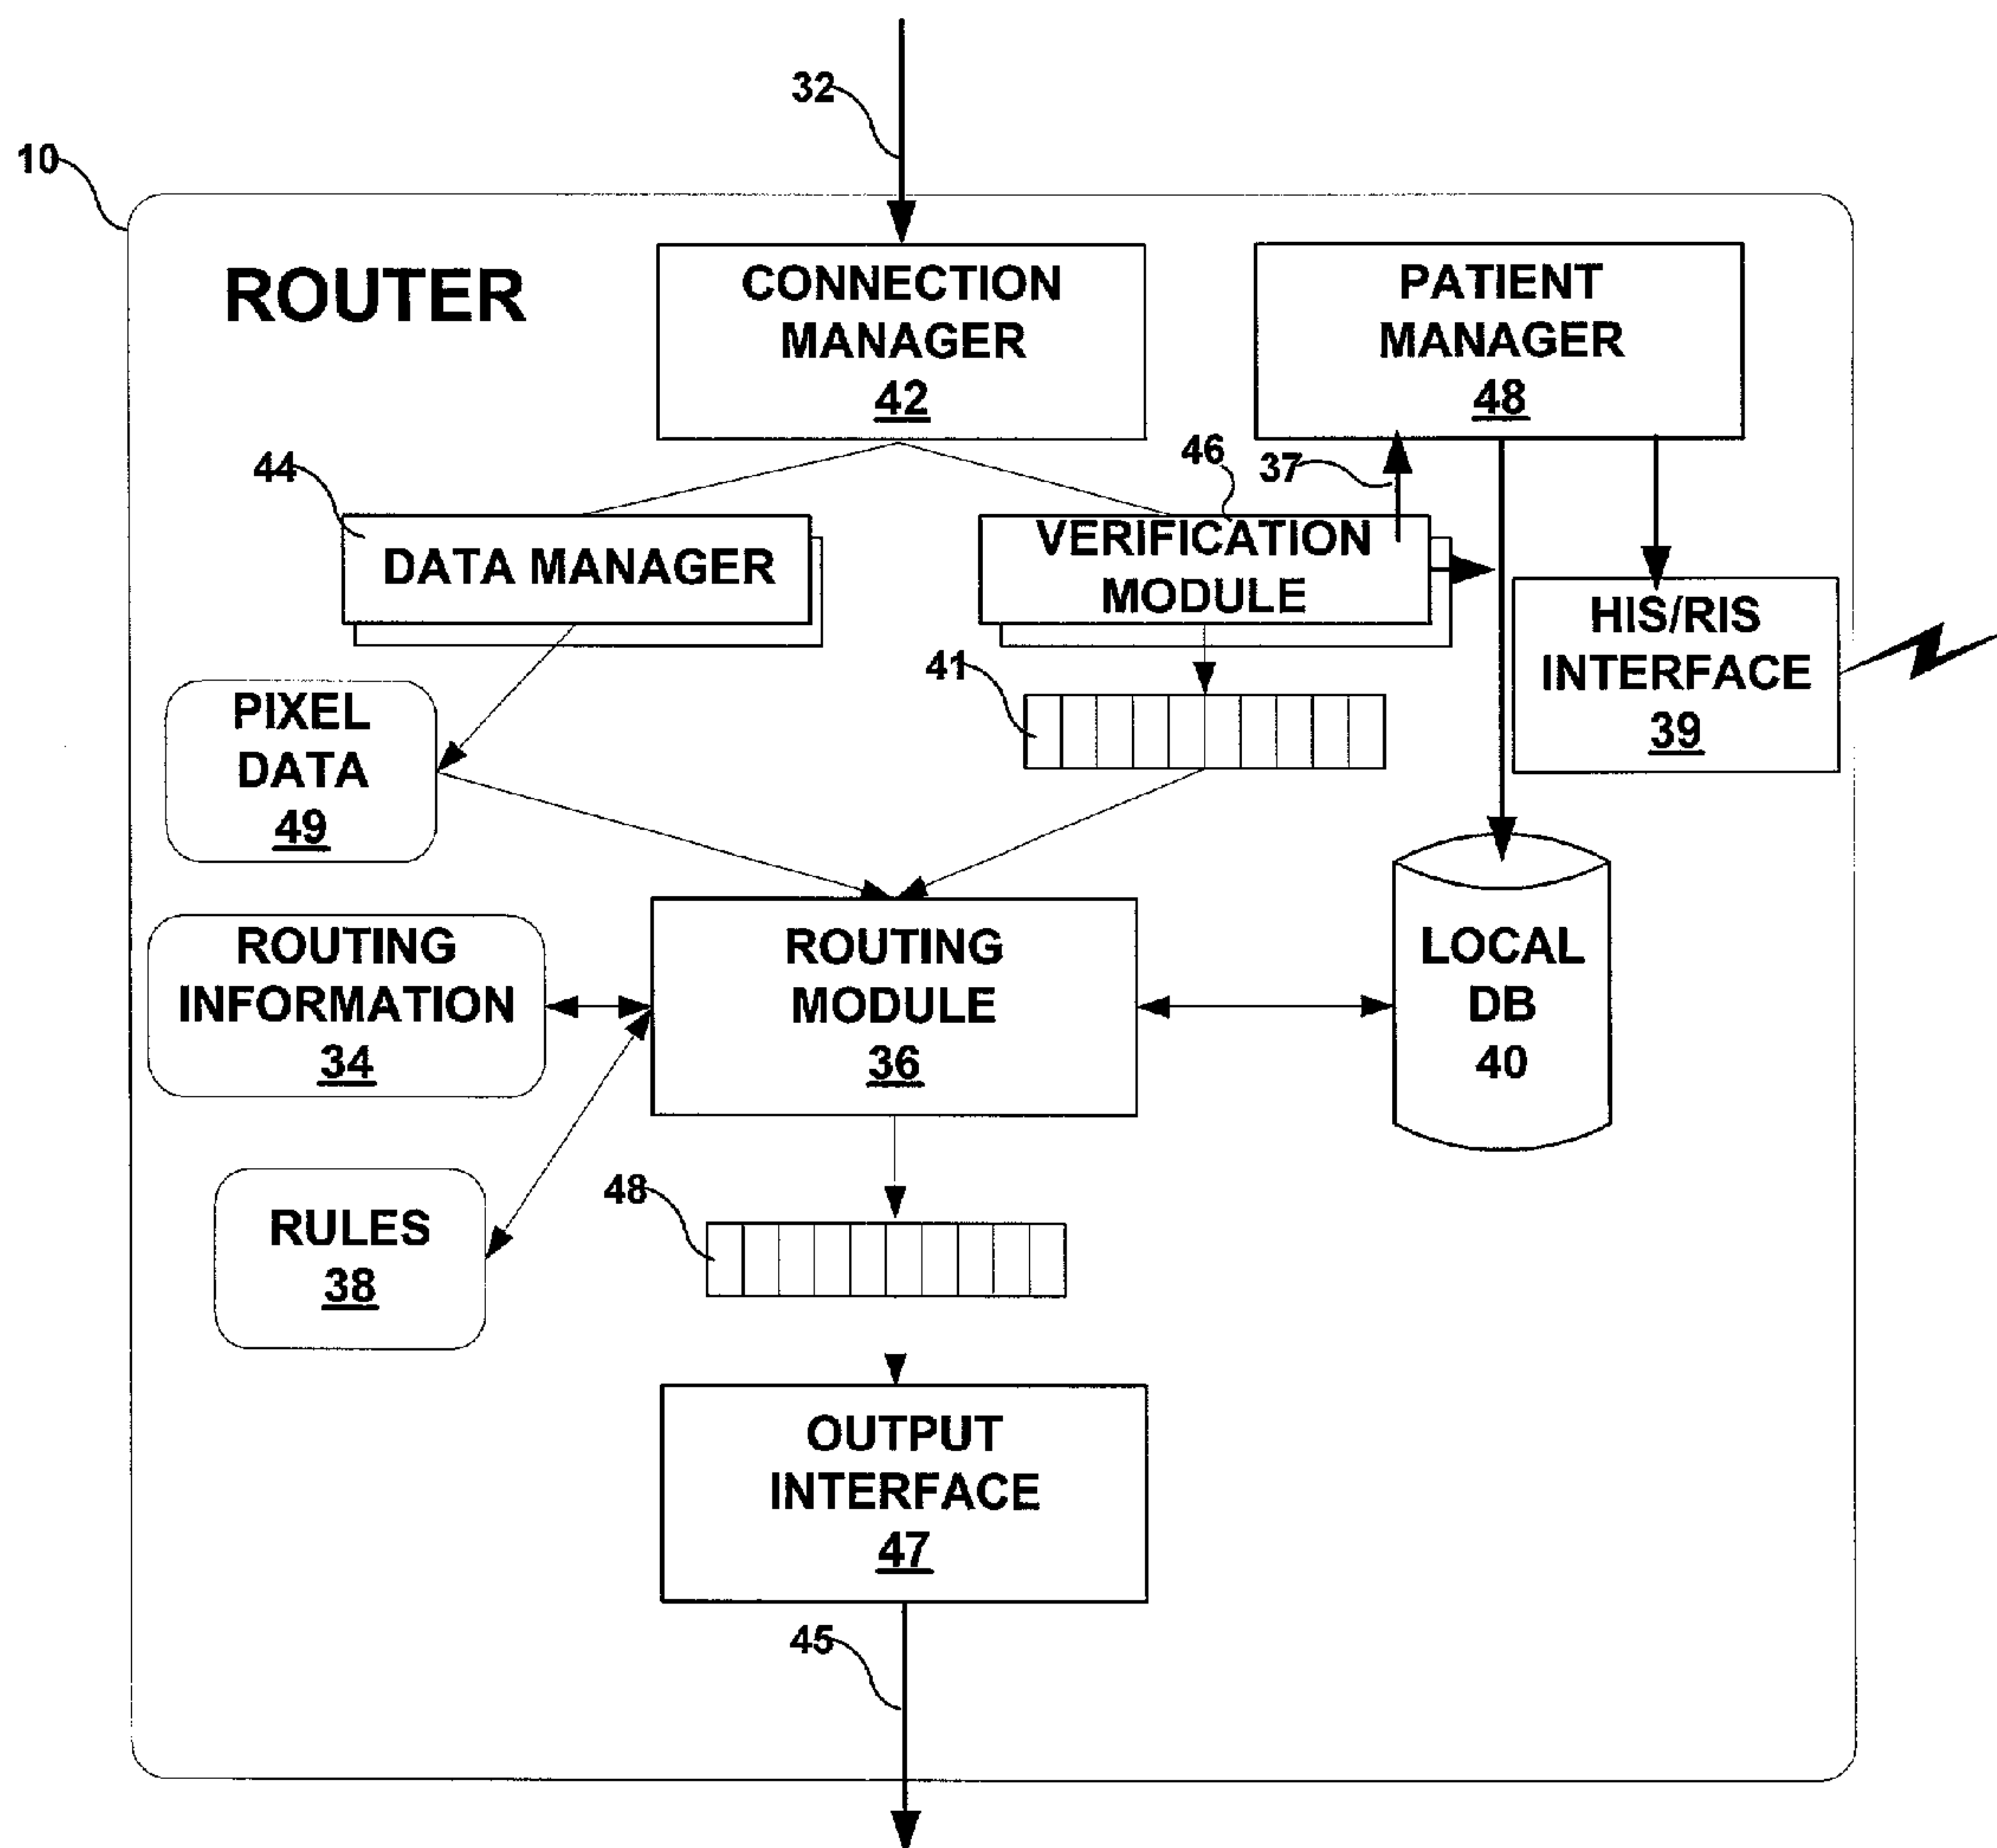 32
10
ROUTER
CONNECTION
MANAGER
42
PATIENT
MANAGER
48
44
46
37
DATA MANAGER
VERIFICATION
MODULE
HIS/RIS
INTERFACE
39
41
PIXEL
DATA
49
ROUTING
INFORMATION
34
ROUTING
MODULE
36
LOCAL
DB
40
48
RULES
38
OUTPUT
INTERFACE
47
45